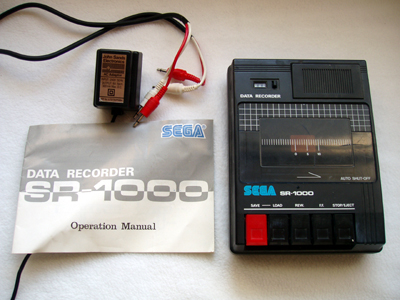 SEGA
DATA RECORDER
SR-1000
Operation Manual
DATA RECORDER
AUTO SHUT-OFF
SEGA SR-1000
SAVE LOAD REW. F.F. STOP/EJECT